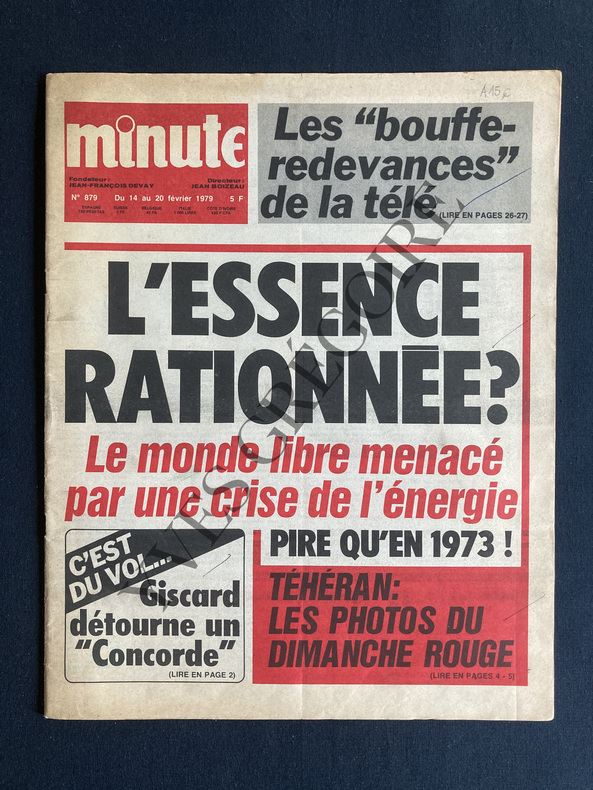 A15€
minute
Fondateur :
JEAN-FRANÇOIS DEVAY
Directeur :
JEAN BOIZEAU
N° 879 Du 14 au 20 février 1979 5 F
Les "bouffe-
redevances"
de la télé
(LIRE EN PAGES 26-27)
L'ESSENCE
RATIONNÉE?
Le monde libre menacé
par une crise de l'énergie
PIRE QU'EN 1973 !
C'EST
DU VOL...
Giscard
détourne un
"Concorde"
(LIRE EN PAGE 2)
TÉHÉRAN:
LES PHOTOS DU
DIMANCHE ROUGE
(LIRE EN PAGES 4 - 5)
YVES GRÉGOIRE